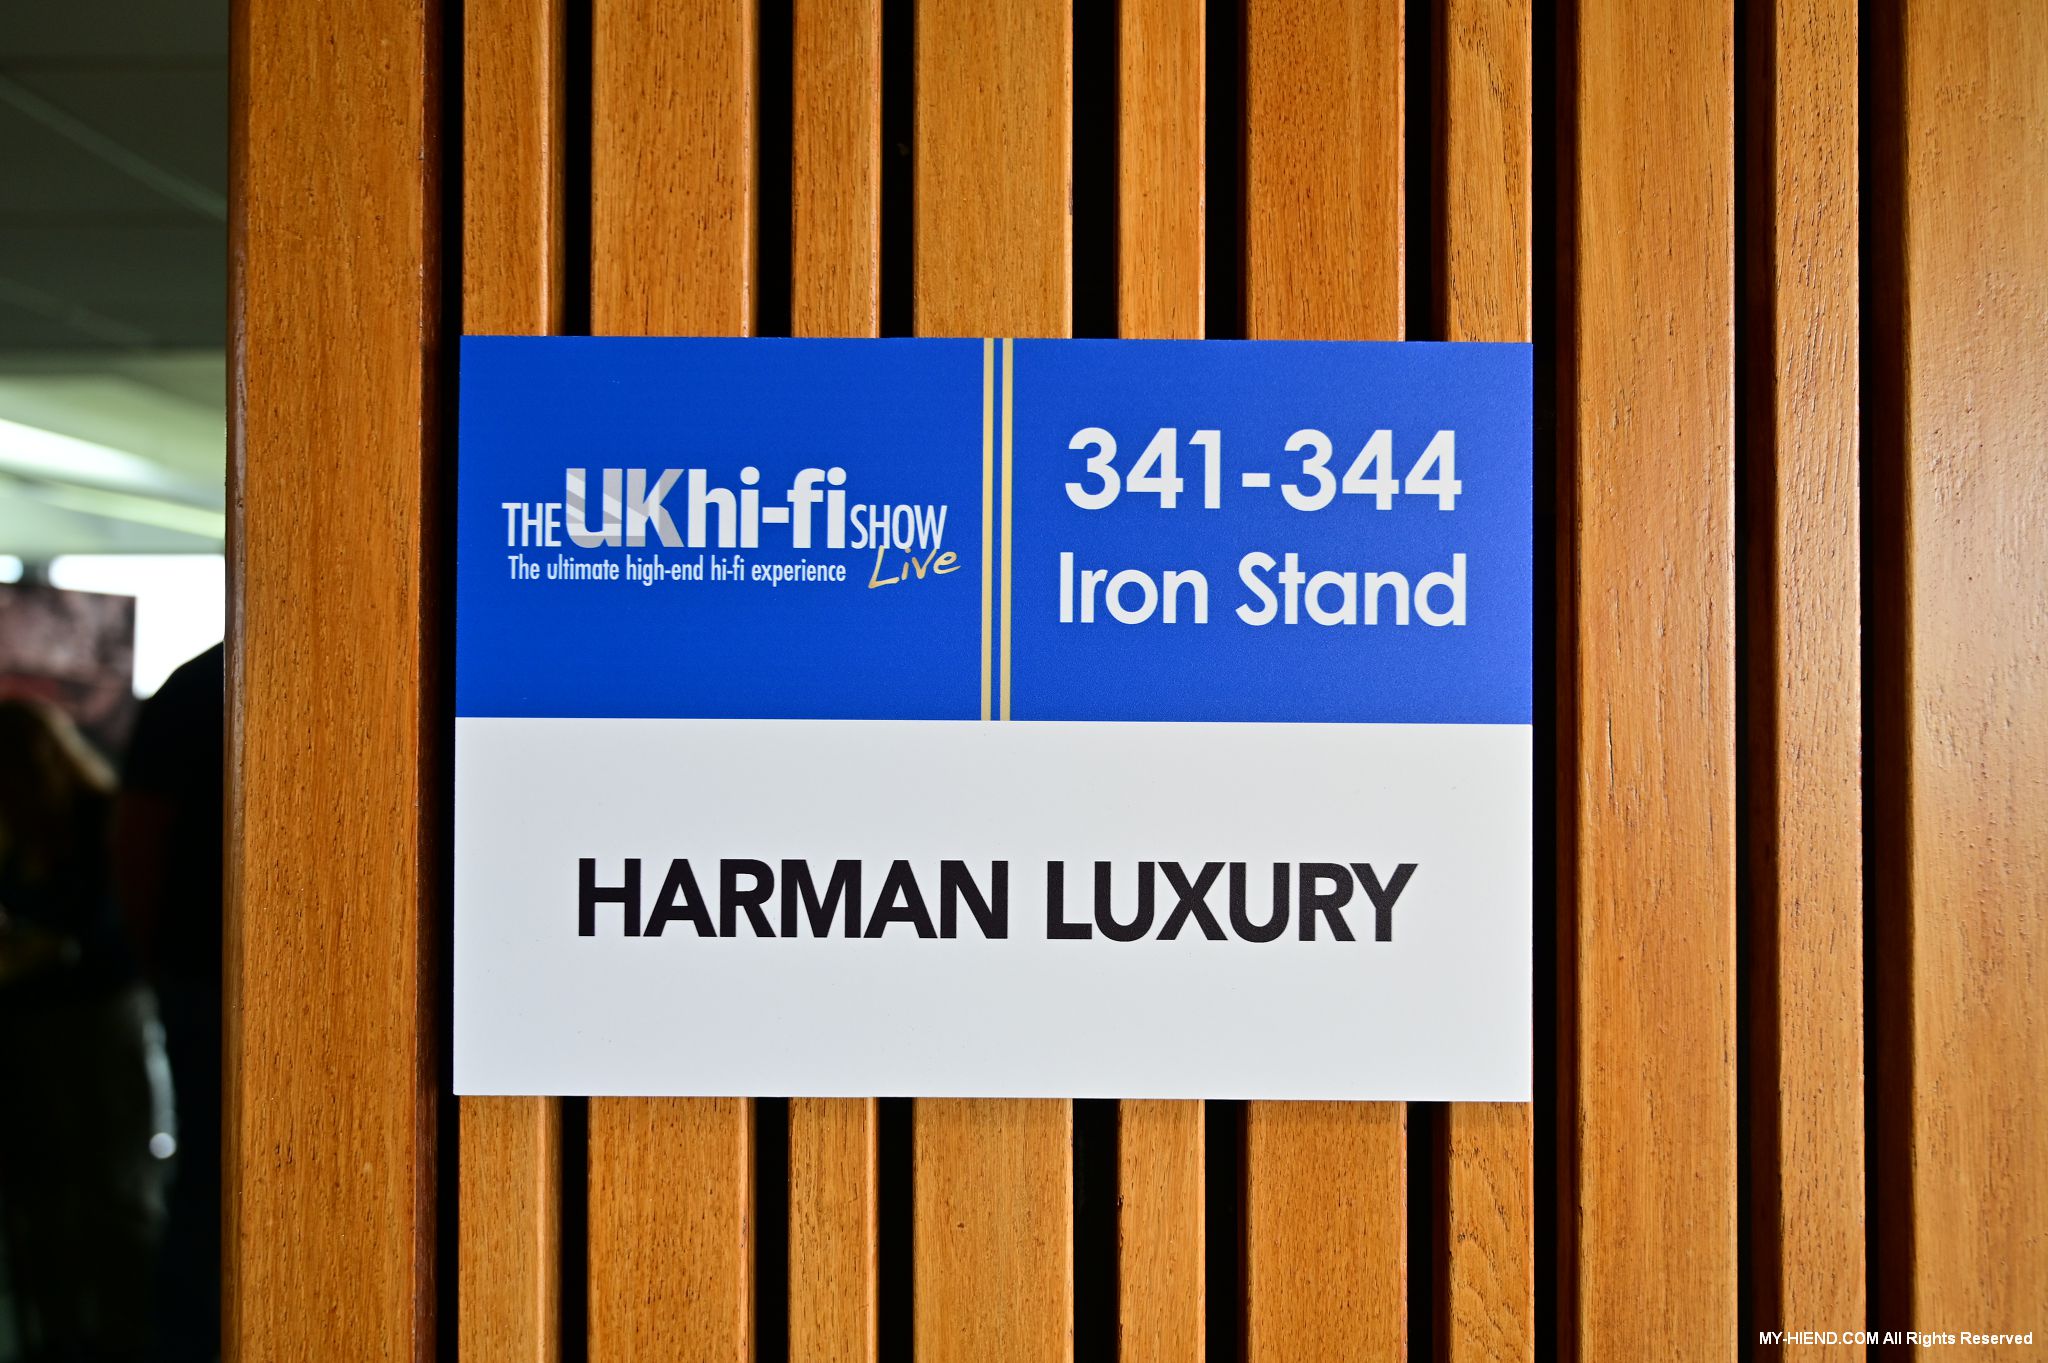 THE UK hi-fi SHOW
Live
The ultimate high-end hi-fi experience
341-344
Iron Stand
HARMAN LUXURY
MY-HIEND.COM All Rights Reserved